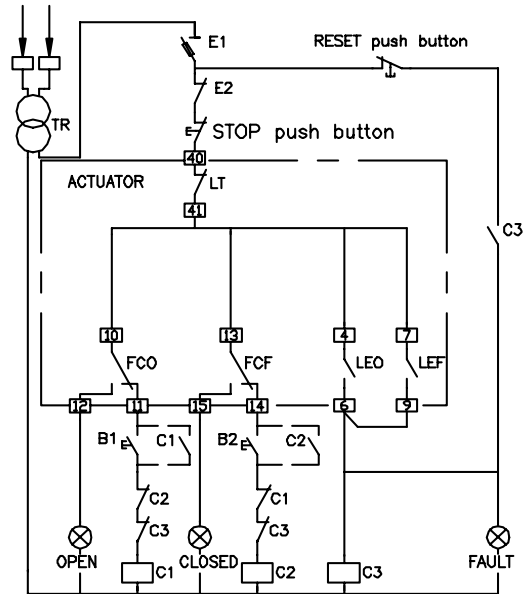 E1
RESET push button
E2
TR
STOP push button
40
ACTUATOR
LT
41
C3
10
13
4
7
FCO
FCF
LEO
LEF
12
11
15
14
6
9
B1
C1
B2
C2
C2
C1
C3
C3
OPEN
CLOSED
FAULT
C1
C2
C3